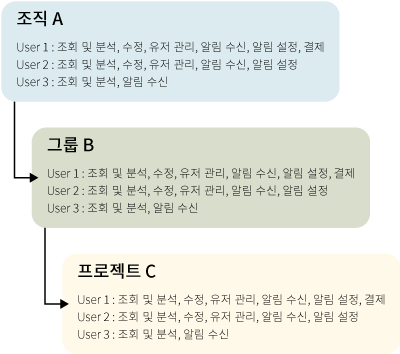 조직 A
User 1 : 조회 및 분석, 수정, 유저 관리, 알림 수신, 알림 설정, 결제
User 2 : 조회 및 분석, 수정, 유저 관리, 알림 수신, 알림 설정
User 3 : 조회 및 분석, 알림 수신
그룹 B
User 1 : 조회 및 분석, 수정, 유저 관리, 알림 수신, 알림 설정, 결제
User 2 : 조회 및 분석, 수정, 유저 관리, 알림 수신, 알림 설정
User 3 : 조회 및 분석, 알림 수신
프로젝트 C
User 1 : 조회 및 분석, 수정, 유저 관리, 알림 수신, 알림 설정, 결제
User 2 : 조회 및 분석, 수정, 유저 관리, 알림 수신, 알림 설정
User 3 : 조회 및 분석, 알림 수신